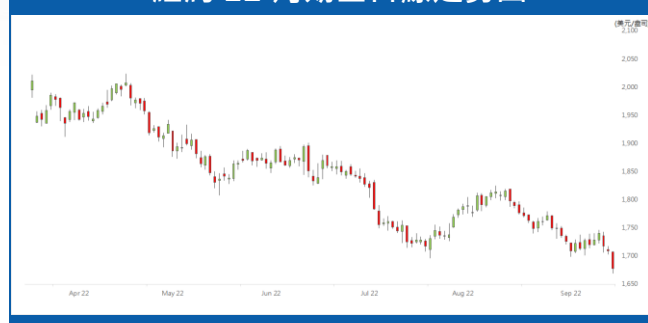 (美元/盎司)
2,100
2,050
2,000
1,950
1,900
1,850
1,800
1,750
1,700
1,650
Apr 22
May 22
Jun 22
Jul 22
Aug 22
Sep 22